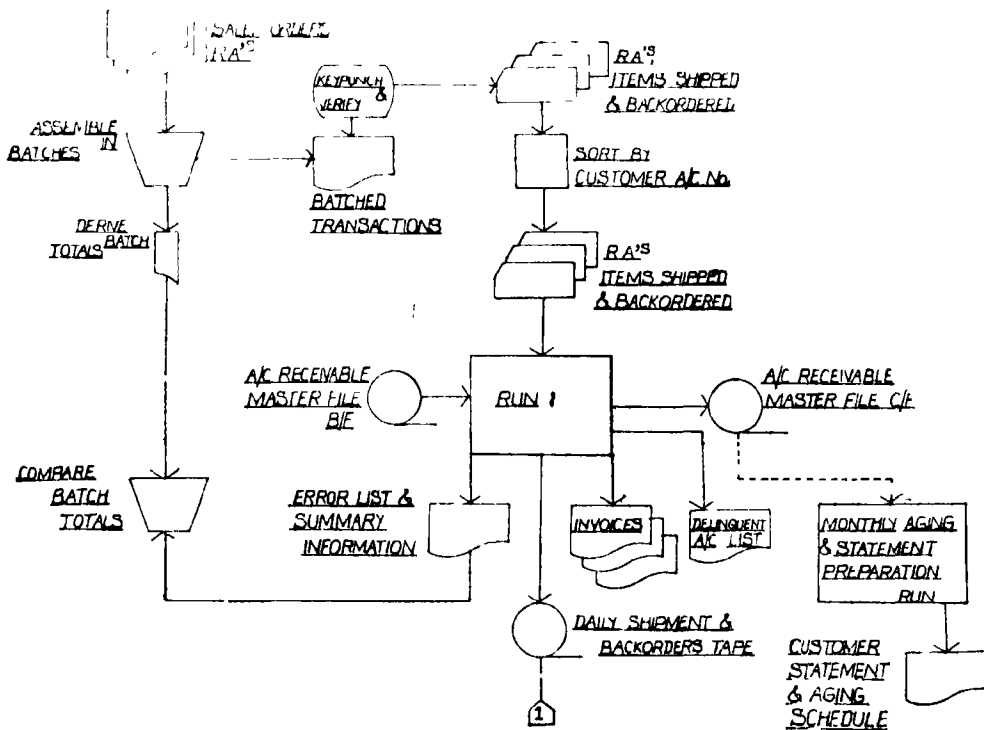 SALES ORDERS
RA'S
KEYPUNCH
&
VERIFY
RA'S,
ITEMS SHIPPED
& BACKORDERED
ASSEMBLE
IN
BATCHES
BATCHED
TRANSACTIONS
SORT BY
CUSTOMER A/C No.
DERIVE
BATCH
TOTALS
RA'S
ITEMS SHIPPED
& BACKORDERED
A/C RECEIVABLE
MASTER FILE
B/F
RUN 1
A/C RECEIVABLE
MASTER FILE C/F
COMPARE
BATCH
TOTALS
ERROR LIST &
SUMMARY
INFORMATION
INVOICES
DELINQUENT
A/C LIST
MONTHLY AGING
& STATEMENT
PREPARATION
RUN
DAILY SHIPMENT &
BACKORDERS TAPE
CUSTOMER
STATEMENT
& AGING
SCHEDULE
1